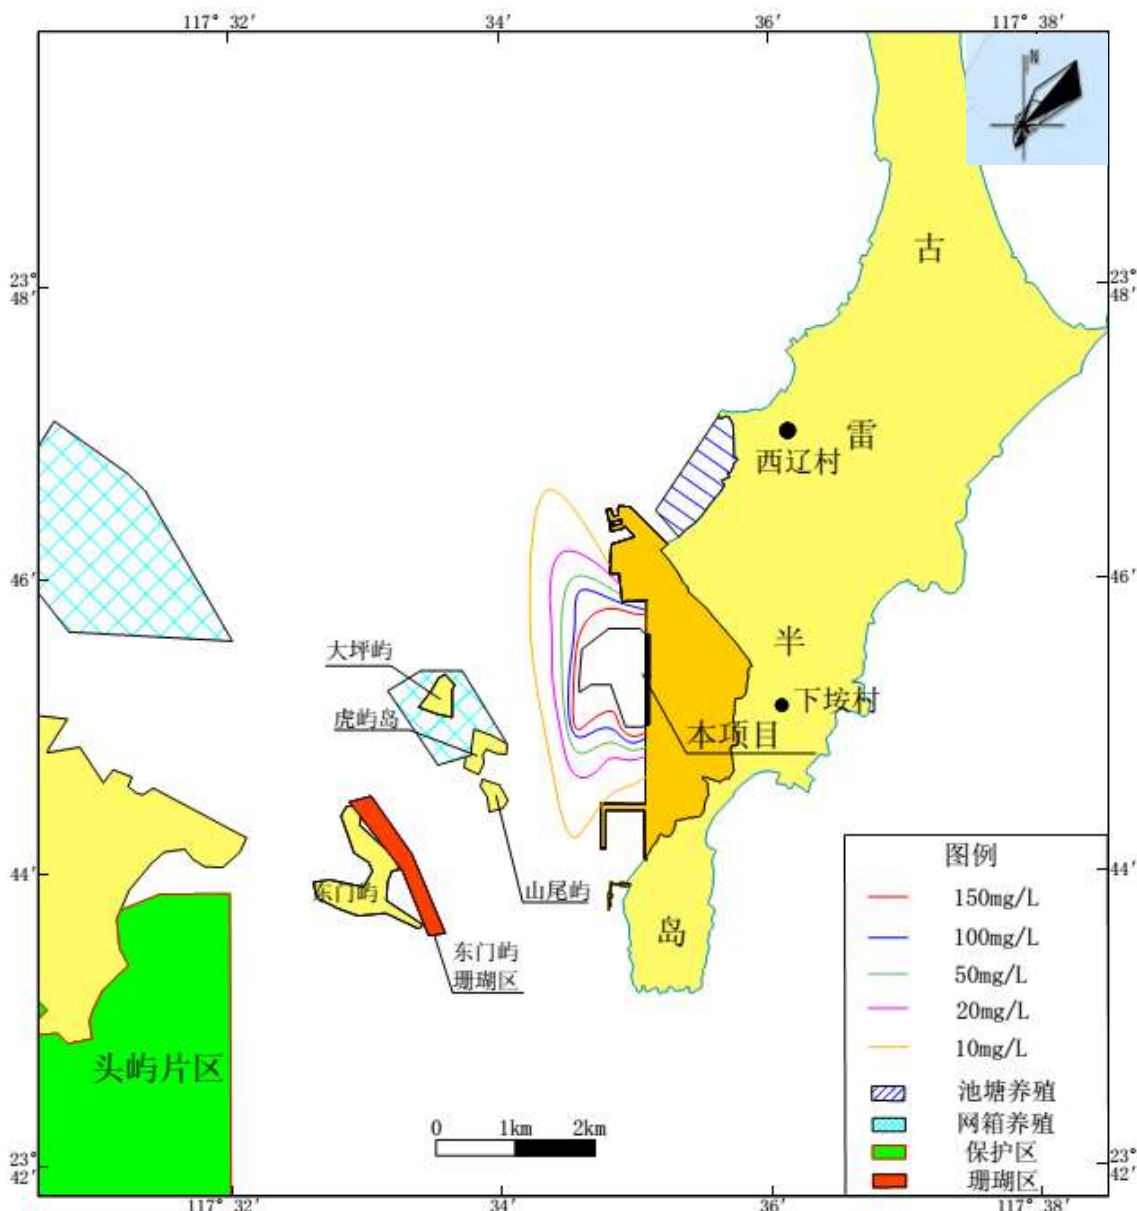 117° 32′
34′
36′
117° 38′
N
古
23°
48′
23°
48′
雷
西辽村
46′
46′
大坪屿
半
虎屿岛
下垵村
本项目
44′
44′
东门屿
山尾屿
岛
东门屿
珊瑚区
头屿片区
0 1km 2km
图例
150mg/L
100mg/L
50mg/L
20mg/L
10mg/L
池塘养殖
网箱养殖
保护区
珊瑚区
23°
42′
23°
42′
117° 32′
34′
36′
117° 38′